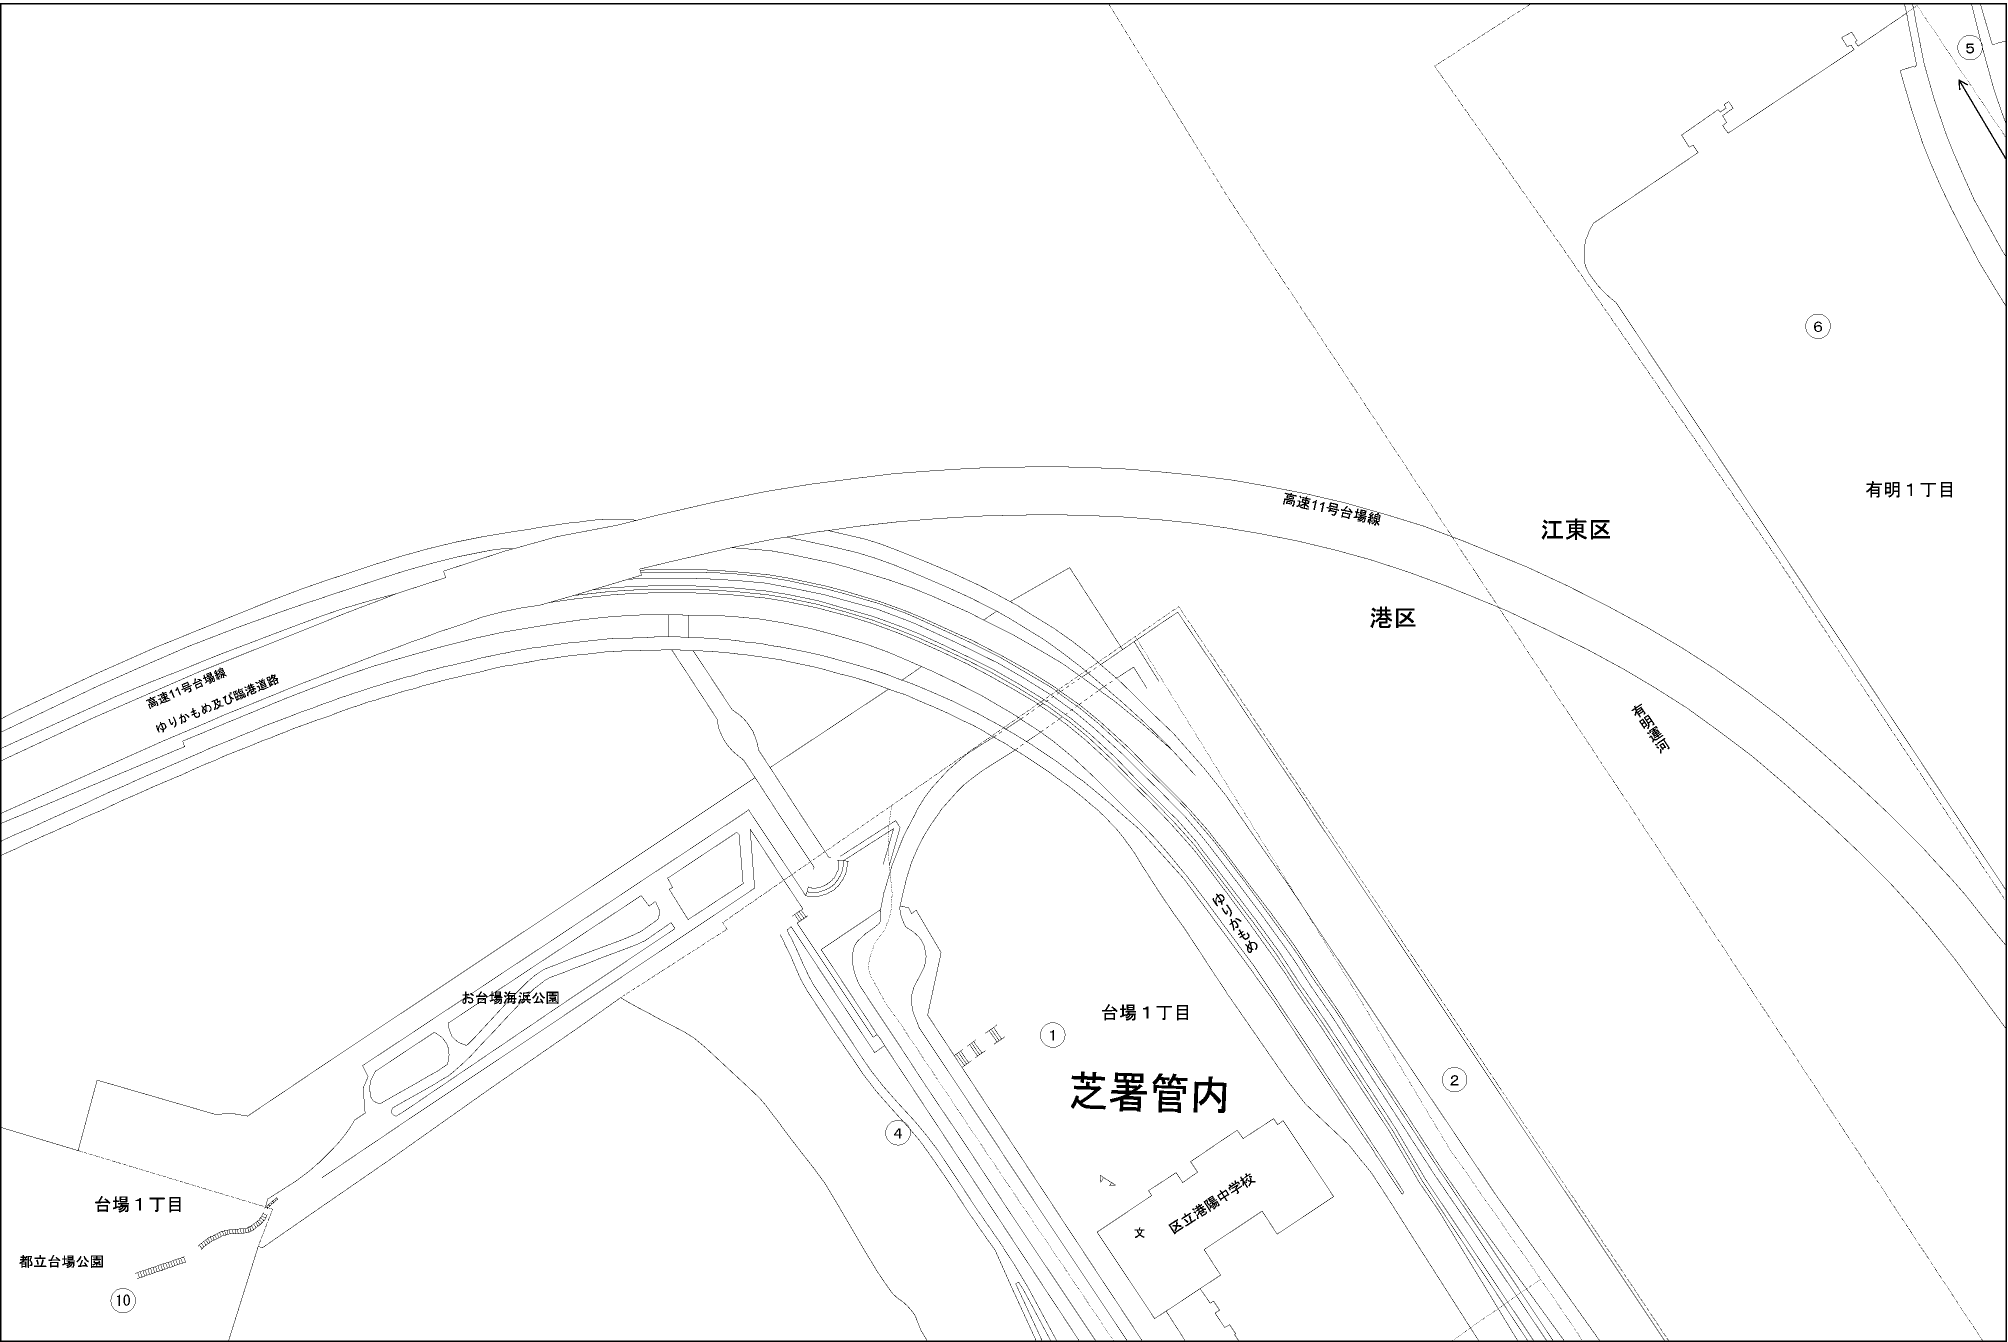 5
6
有明１丁目
高速11号台場線
江東区
港区
高速11号台場線
ゆりかもめ及び臨港道路
有明運河
ゆりかもめ
お台場海浜公園
台場１丁目
1
芝署管内
2
4
台場１丁目
区立港陽中学校
文
都立台場公園
10